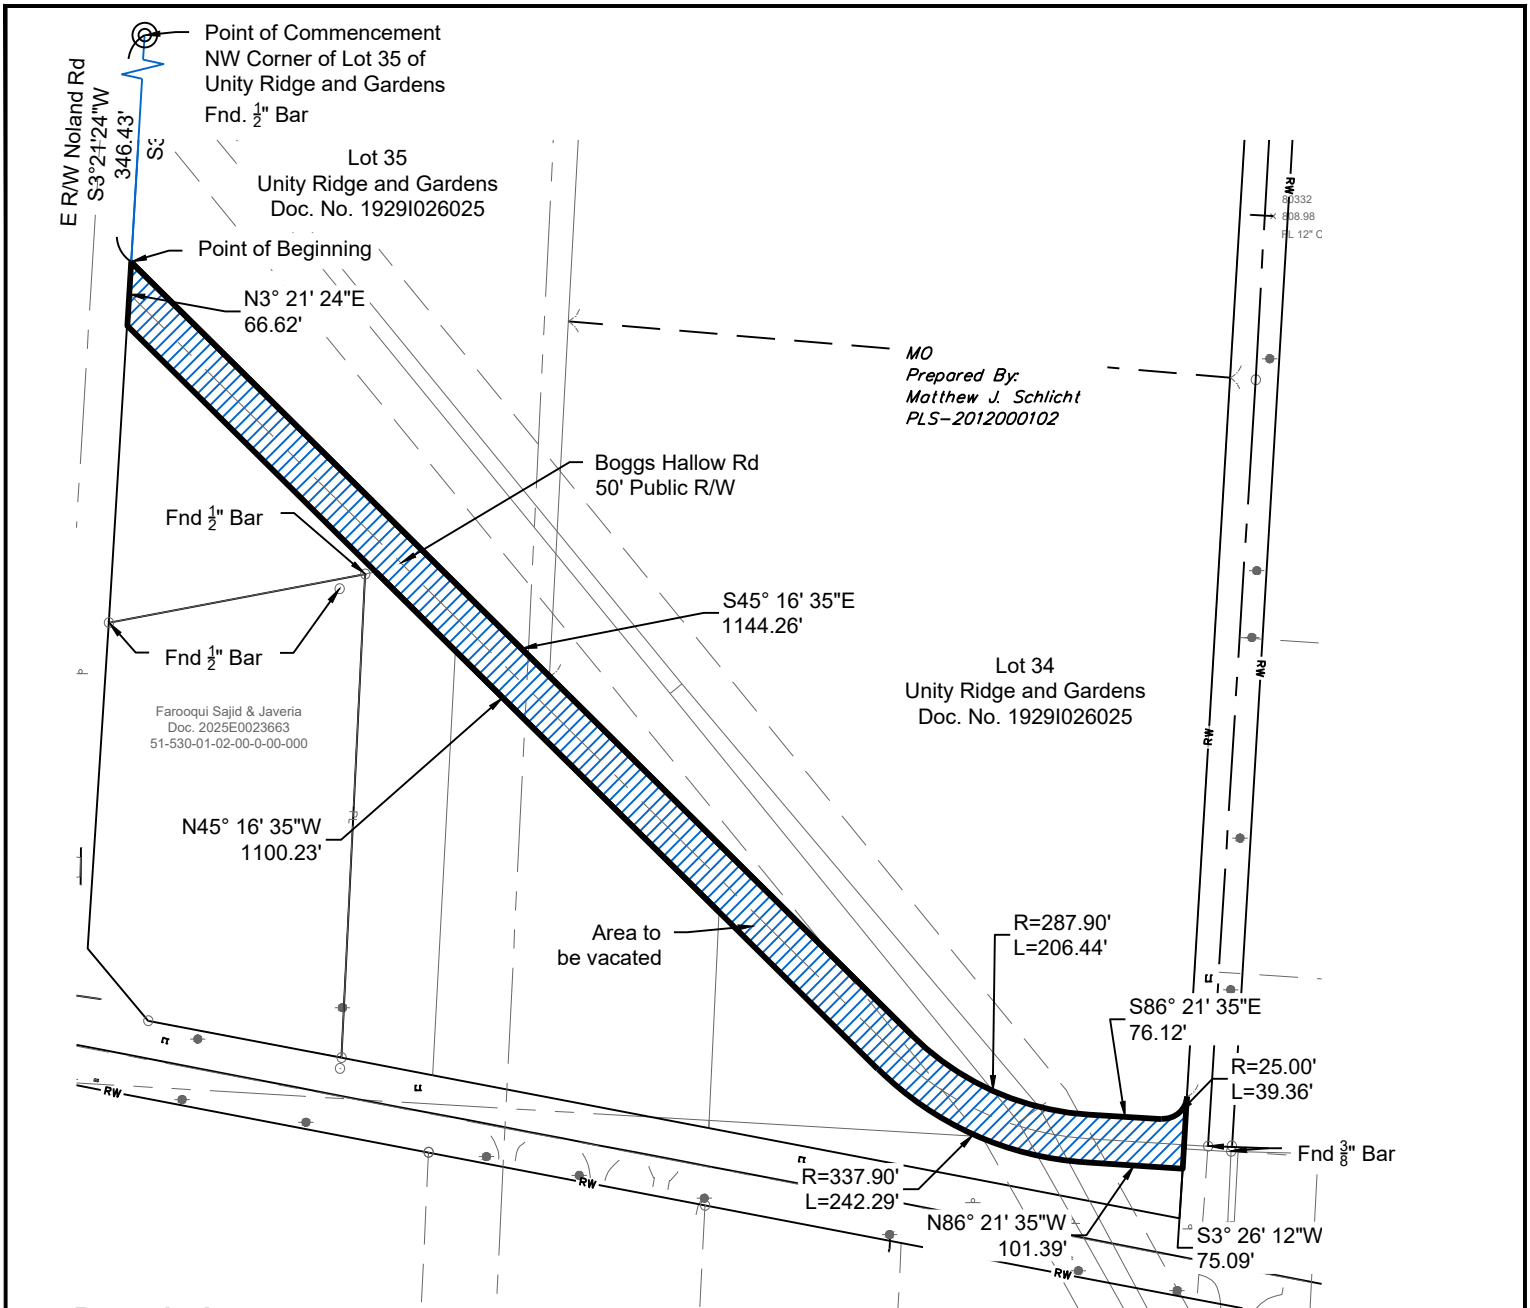 Point of Commencement
NW Corner of Lot 35 of
Unity Ridge and Gardens
Fnd. 1/2" Bar
E R/W Noland Rd
S3°21'24"W
346.43'
S3
Lot 35
Unity Ridge and Gardens
Doc. No. 1929I026025
Point of Beginning
N3° 21' 24"E
66.62'
RW
80332
808.98
PL 12" C
MO
Prepared By:
Matthew J. Schlicht
PLS-2012000102
Boggs Hallow Rd
50' Public R/W
Fnd 1/2" Bar
S45° 16' 35"E
1144.26'
Fnd 1/2" Bar
Lot 34
Unity Ridge and Gardens
Doc. No. 1929I026025
RW
RW
Farooqui Sajid & Javeria
Doc. 2025E0023663
51-530-01-02-00-0-00-000
N45° 16' 35"W
1100.23'
Area to
be vacated
R=287.90'
L=206.44'
S86° 21' 35"E
76.12'
R=25.00'
L=39.36'
RW
Fnd 3/8" Bar
R=337.90'
L=242.29'
RW
N86° 21' 35"W
101.39'
S3° 26' 12"W
75.09'
RW